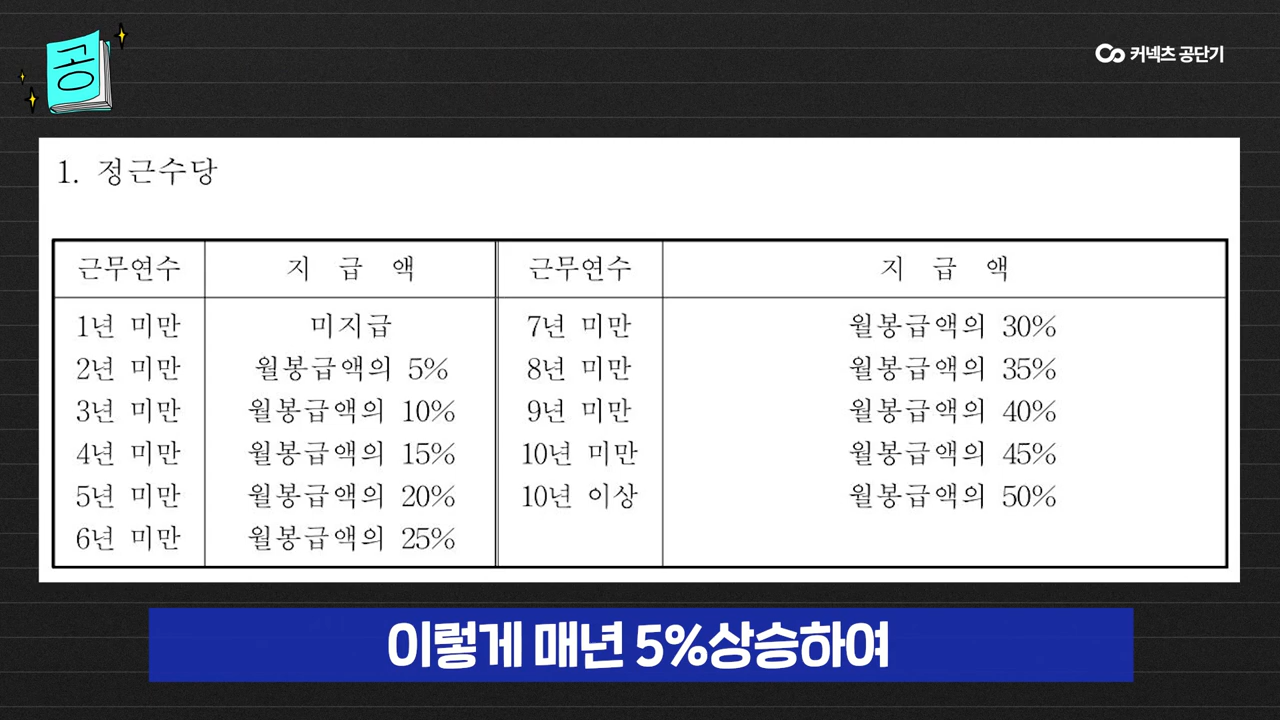 공
커넥츠 공단기
1. 정근수당
근무연수 지 급 액 근무연수 지 급 액
1년 미만 미지급 7년 미만 월봉급액의 30%
2년 미만 월봉급액의 5% 8년 미만 월봉급액의 35%
3년 미만 월봉급액의 10% 9년 미만 월봉급액의 40%
4년 미만 월봉급액의 15% 10년 미만 월봉급액의 45%
5년 미만 월봉급액의 20% 10년 이상 월봉급액의 50%
6년 미만 월봉급액의 25%
이렇게 매년 5%상승하여